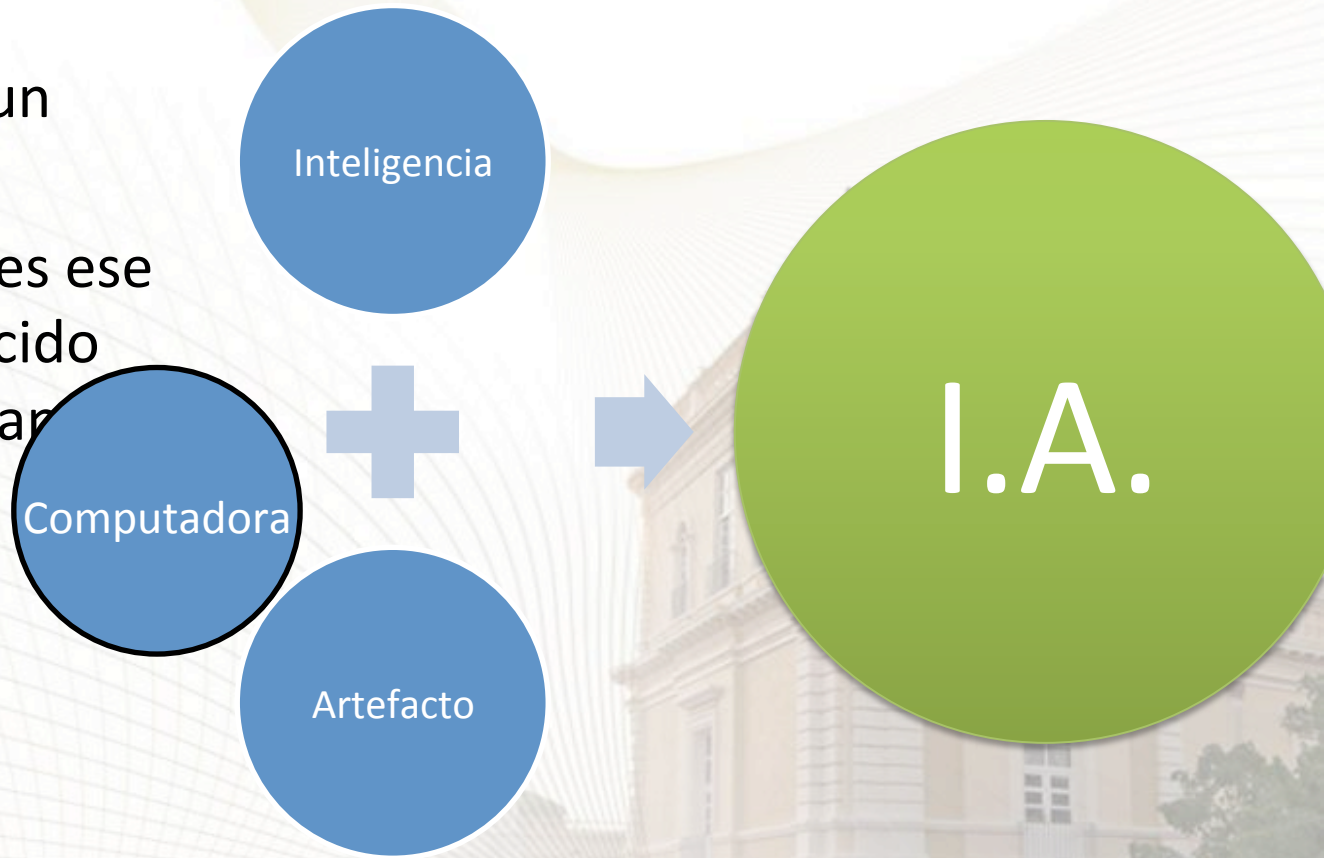 un
es ese
cido
Inteligencia
Computadora
Artefacto
I.A.